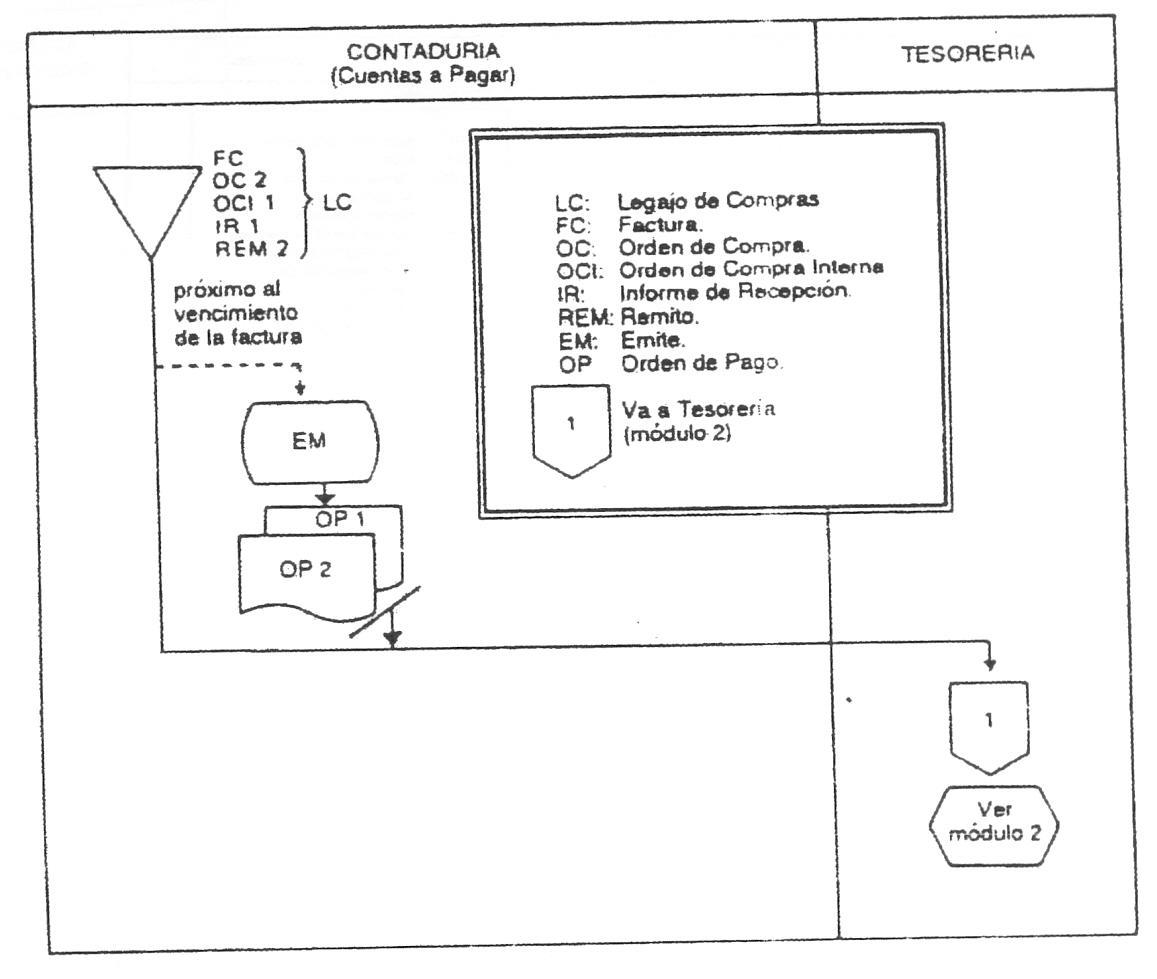 CONTADURIA
(Cuentas a Pagar)
TESORERIA
FC
OC 2
OCI 1
IR 1
REM 2
LC
próximo al
vencimiento
de la factura
EM
OP 1
OP 2
LC: Legajo de Compras
FC: Factura.
OC: Orden de Compra.
OCI: Orden de Compra Interna
IR: Informe de Recepción.
REM: Remito.
EM: Emite.
OP Orden de Pago.
1
Va a Tesorería
(módulo 2)
1
Ver
módulo 2